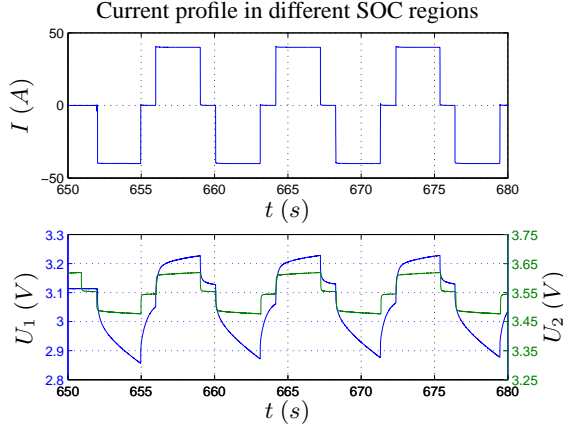 Current profile in different SOC regions
50
0
−50
I (A)
650 655 660 665 670 675 680
t (s)
3.3 3.75
3.2 3.65
3.1 3.55
3 3.45
2.9 3.35
2.8 3.25
U1 (V)
U2 (V)
650 655 660 665 670 675 680
t (s)